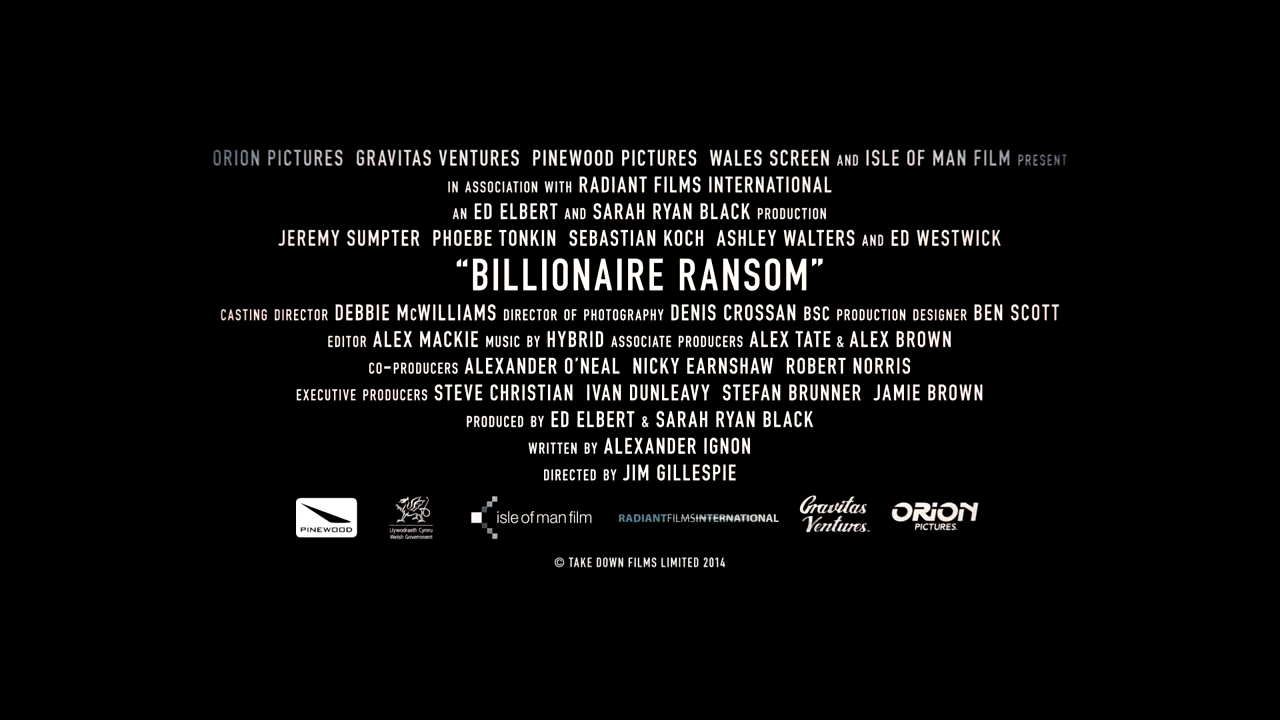 ORION PICTURES GRAVITAS VENTURES PINEWOOD PICTURES WALES SCREEN AND ISLE OF MAN FILM PRESENT
IN ASSOCIATION WITH RADIANT FILMS INTERNATIONAL
AN ED ELBERT AND SARAH RYAN BLACK PRODUCTION
JEREMY SUMPTER PHOEBE TONKIN SEBASTIAN KOCH ASHLEY WALTERS AND ED WESTWICK
“BILLIONAIRE RANSOM”
CASTING DIRECTOR DEBBIE McWILLIAMS DIRECTOR OF PHOTOGRAPHY DENIS CROSSAN BSC PRODUCTION DESIGNER BEN SCOTT
EDITOR ALEX MACKIE MUSIC BY HYBRID ASSOCIATE PRODUCERS ALEX TATE & ALEX BROWN
CO-PRODUCERS ALEXANDER O'NEAL NICKY EARNSHAW ROBERT NORRIS
EXECUTIVE PRODUCERS STEVE CHRISTIAN IVAN DUNLEAVY STEFAN BRUNNER JAMIE BROWN
PRODUCED BY ED ELBERT & SARAH RYAN BLACK
WRITTEN BY ALEXANDER IGNON
DIRECTED BY JIM GILLESPIE
PINEWOOD
Llywodraeth Cymru
Welsh Government
isle of man film
RADIANTFILMSINTERNATIONAL
Gravitas
Ventures
ORION
PICTURES
© TAKE DOWN FILMS LIMITED 2014